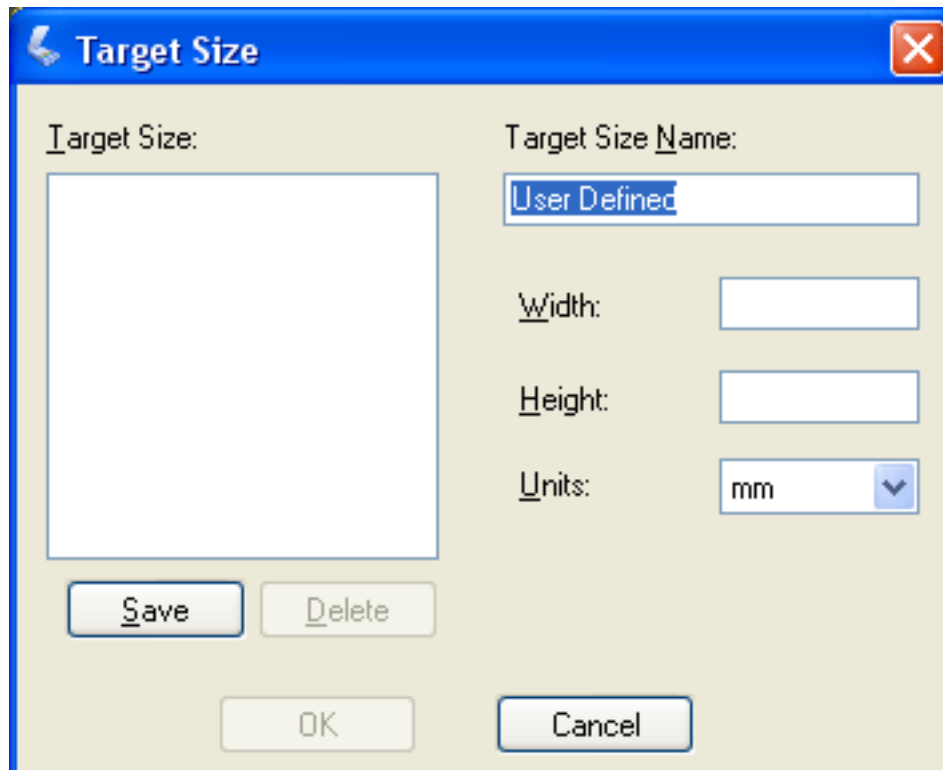 Target Size
Target Size:
Target Size Name:
User Defined
Width:
Height:
Units:
mm
Save
Delete
OK
Cancel